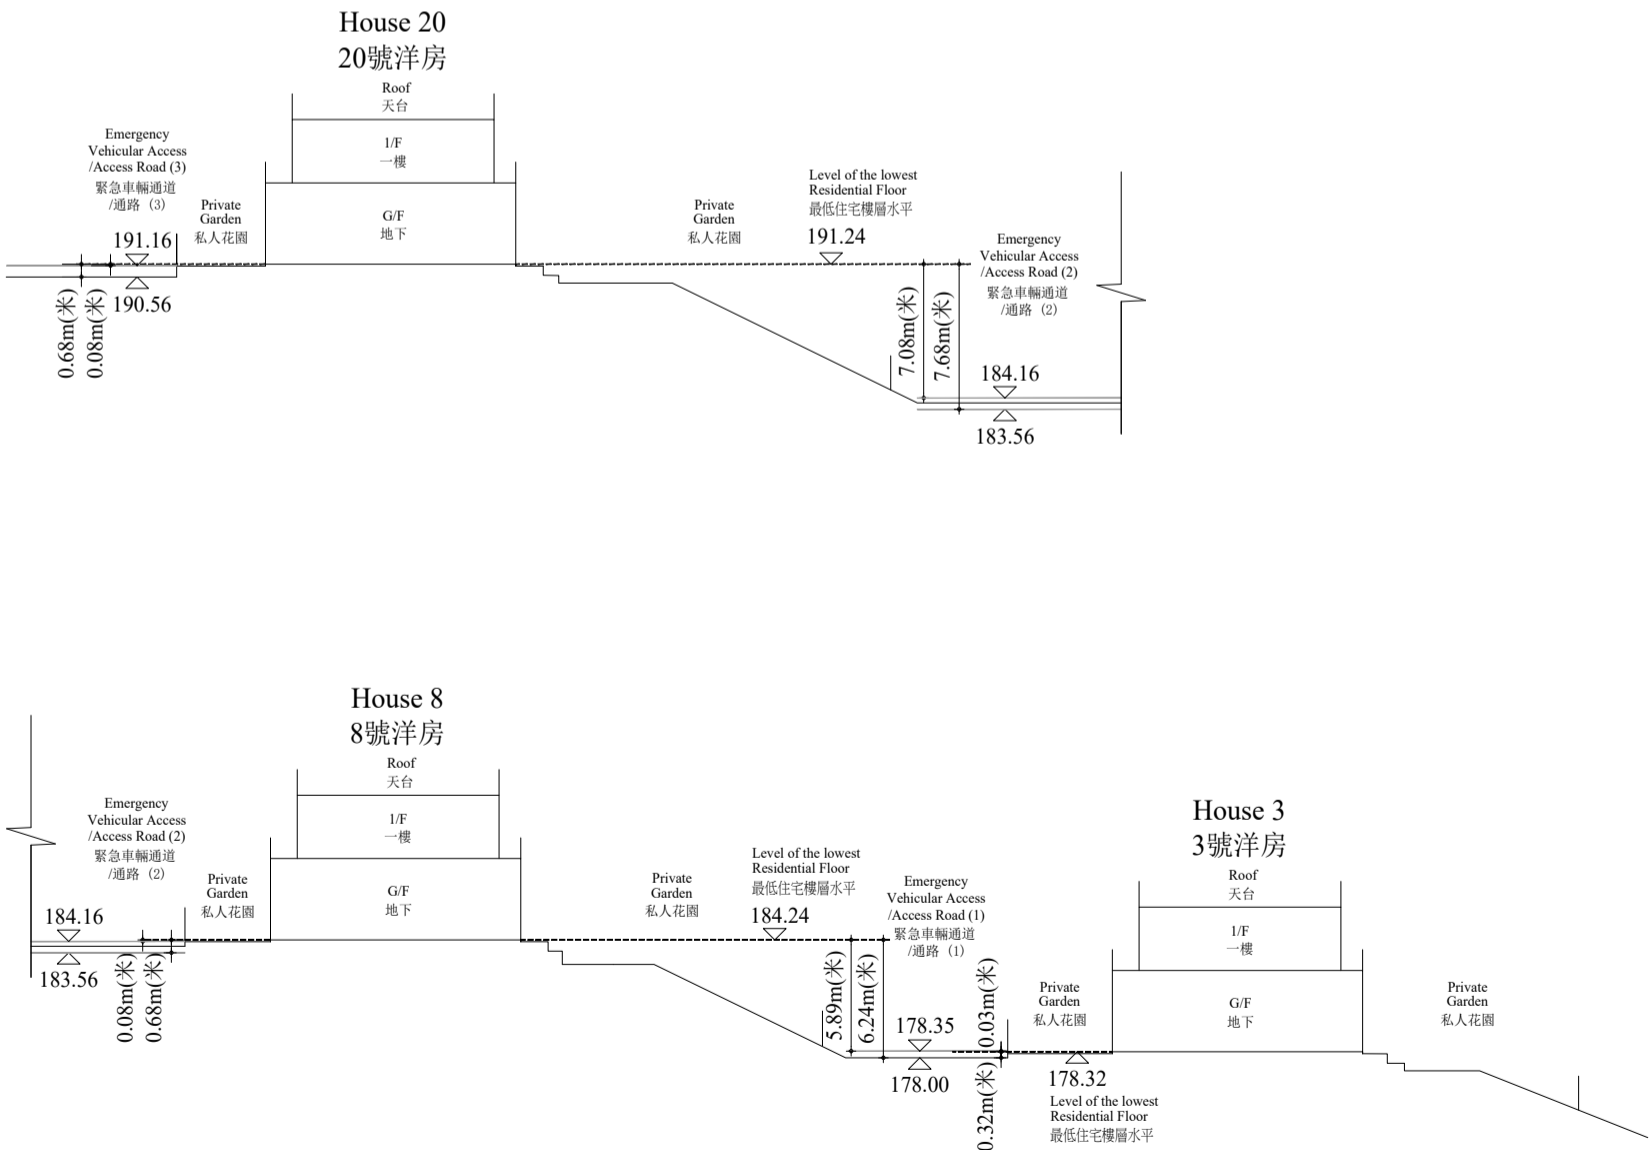 House 20
20號洋房
Roof
天台
1/F
一樓
G/F
地下
Emergency
Vehicular Access
/Access Road (3)
緊急車輛通道
/通路 (3)
191.16
190.56
0.68m(米)
0.08m(米)
Private
Garden
私人花園
Private
Garden
私人花園
Level of the lowest
Residential Floor
最低住宅樓層水平
191.24
7.08m(米)
7.68m(米)
Emergency
Vehicular Access
/Access Road (2)
緊急車輛通道
/通路 (2)
184.16
183.56
House 8
8號洋房
Roof
天台
1/F
一樓
G/F
地下
Emergency
Vehicular Access
/Access Road (2)
緊急車輛通道
/通路 (2)
184.16
183.56
0.08m(米)
0.68m(米)
Private
Garden
私人花園
Private
Garden
私人花園
Level of the lowest
Residential Floor
最低住宅樓層水平
184.24
5.89m(米)
6.24m(米)
Emergency
Vehicular Access
/Access Road (1)
緊急車輛通道
/通路 (1)
178.35
178.00
0.03m(米)
0.32m(米)
House 3
3號洋房
Roof
天台
1/F
一樓
G/F
地下
Private
Garden
私人花園
178.32
Level of the lowest
Residential Floor
最低住宅樓層水平
Private
Garden
私人花園